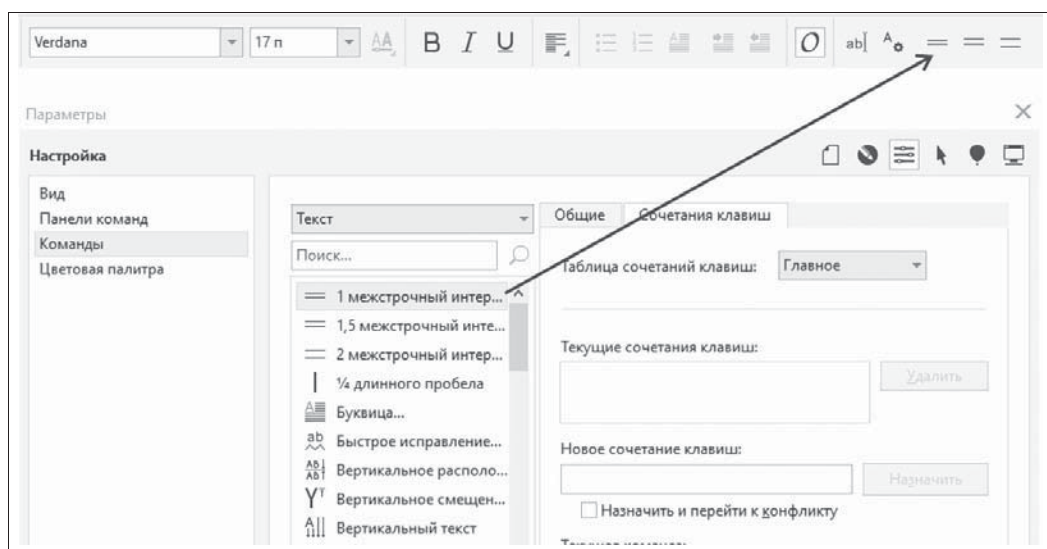 Verdana 17 п AA B I U O ab A
Параметры
Настройка
Вид
Панели команд
Команды
Цветовая палитра
Текст
Поиск...
1 межстрочный интер...
1,5 межстрочный инте...
2 межстрочный интер...
¼ длинного пробела
Буквица...
Быстрое исправление...
Вертикальное располо...
Вертикальное смещен...
Вертикальный текст
Общие Сочетания клавиш
Таблица сочетаний клавиш: Главное
Текущие сочетания клавиш:
Удалить
Новое сочетание клавиш:
Назначить
Назначить и перейти к конфликту